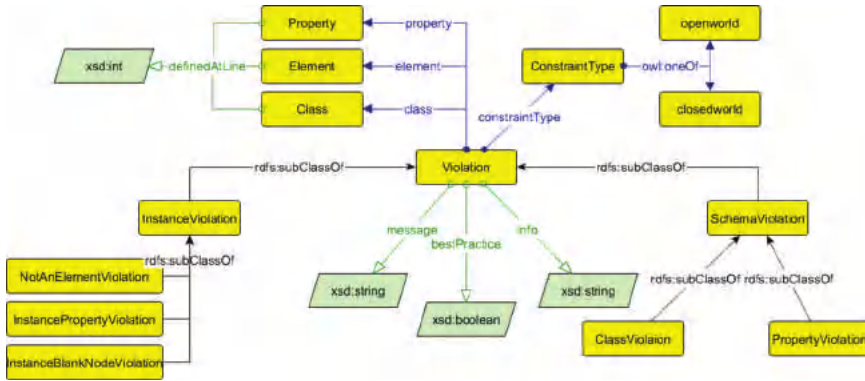 Property
property
openworld
xsd:int
definedAtLine
Element
element
ConstraintType
owl:oneOf
Class
class
closedworld
constraintType
rdfs:subClassOf
Violation
rdfs:subClassOf
InstanceViolation
SchemaViolation
message
info
bestPractice
rdfs:subClassOf
NotAnElementViolation
rdfs:subClassOf
rdfs:subClassOf
xsd:string
xsd:string
InstancePropertyViolation
xsd:boolean
ClassViolaion
PropertyViolation
InstanceBlankNodeViolation